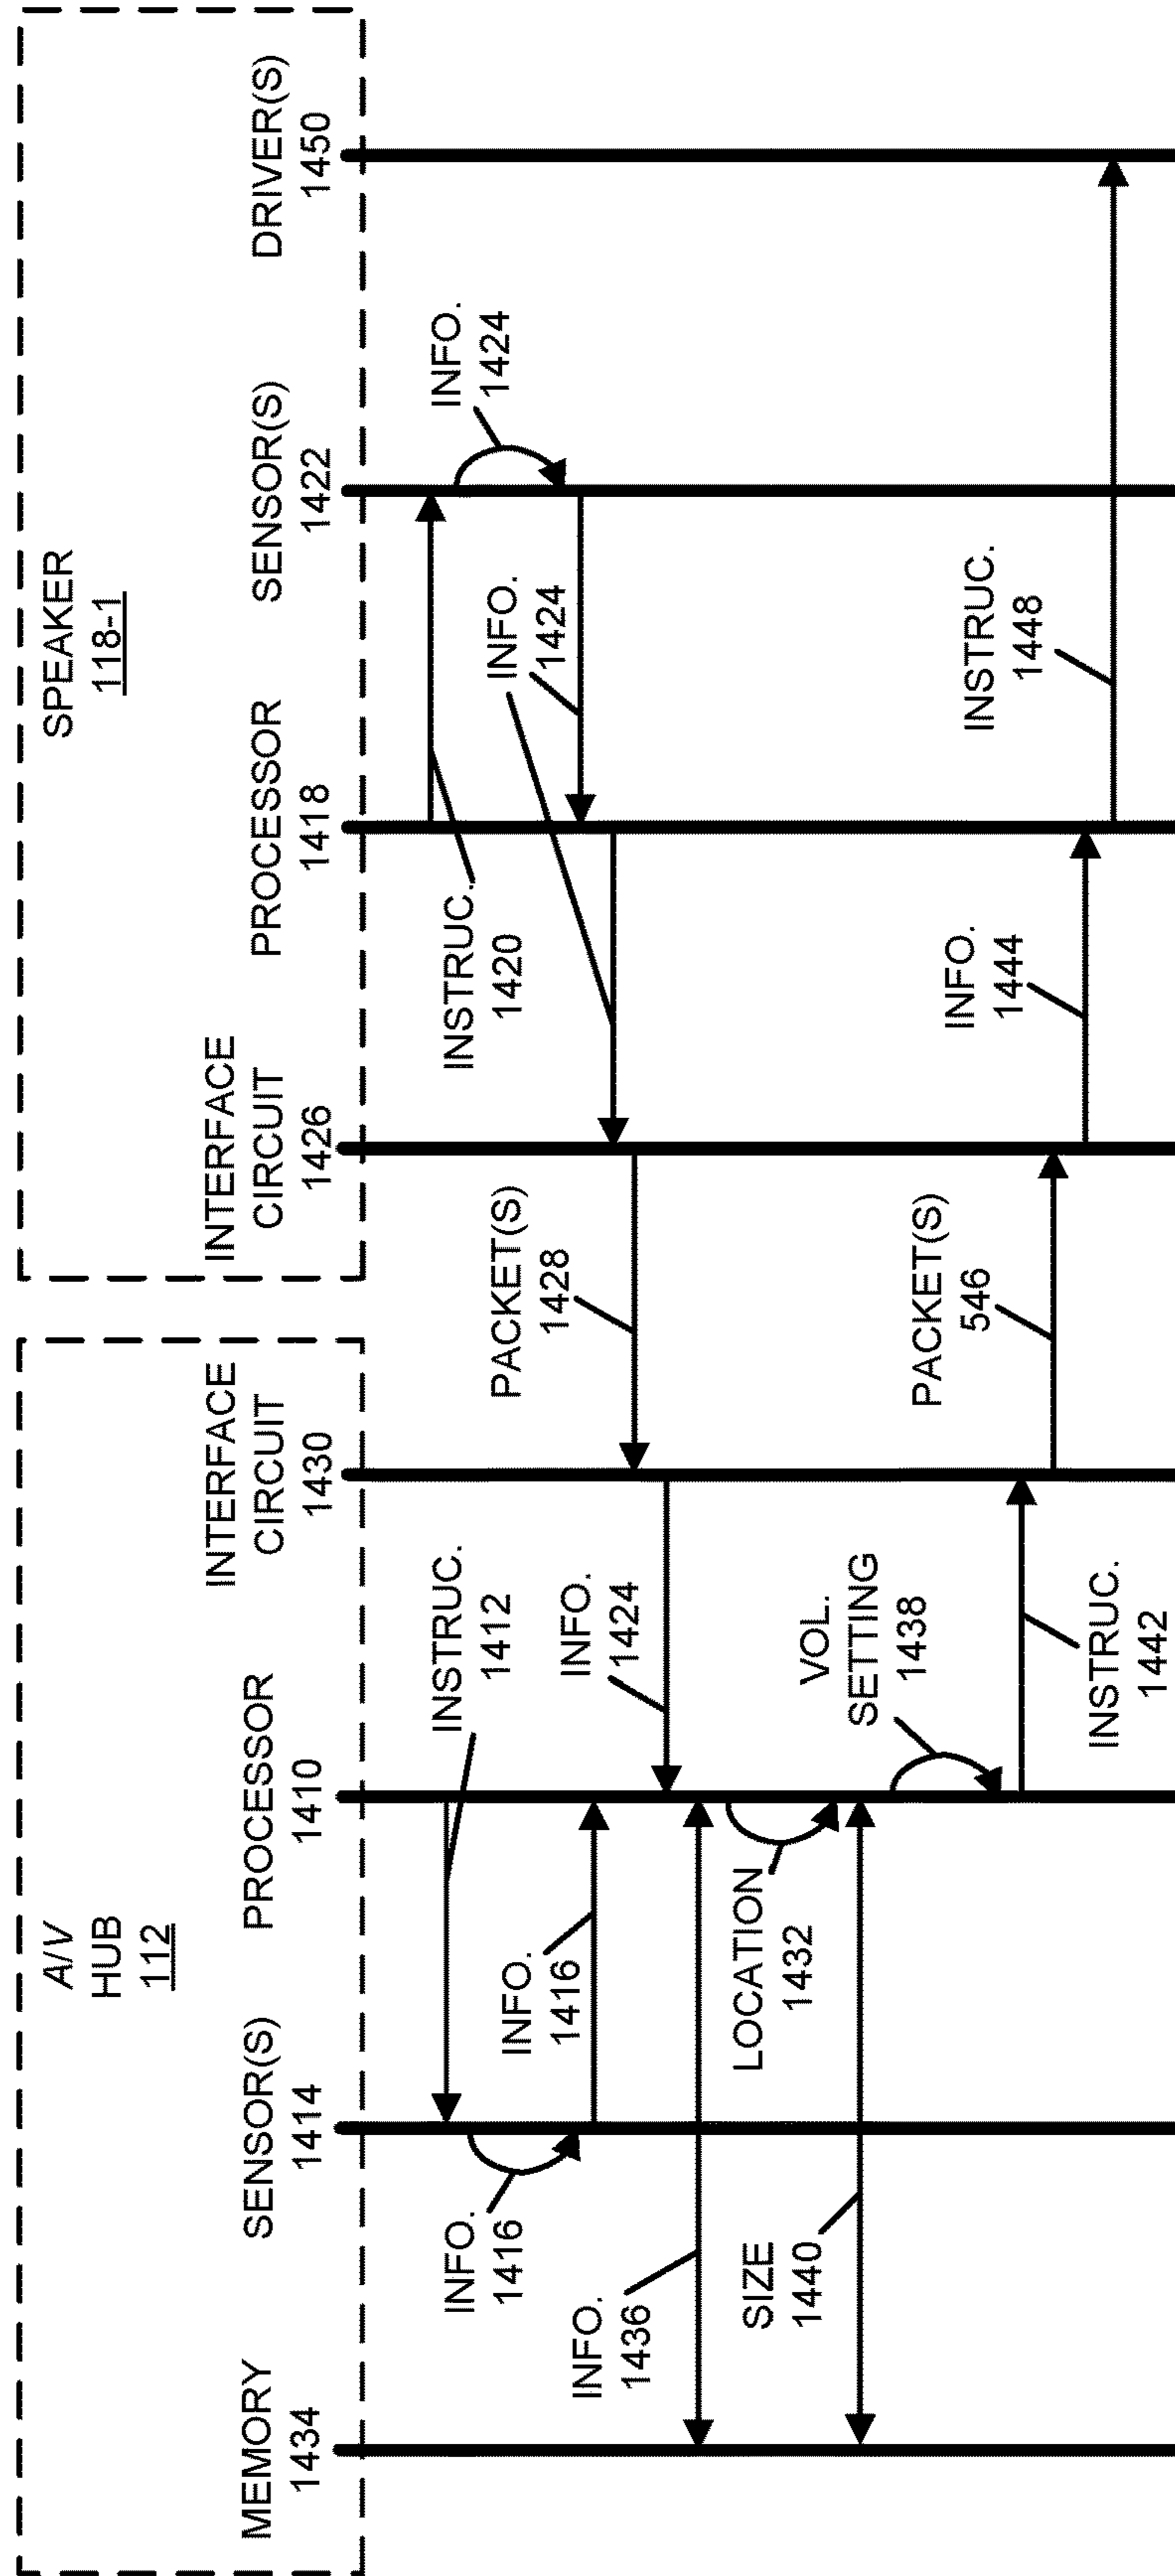 A/V
HUB
112
SPEAKER
118-1
MEMORY
1434
SENSOR(S)
1414
PROCESSOR
1410
INTERFACE
CIRCUIT
1430
INTERFACE
CIRCUIT
1426
PROCESSOR
1418
SENSOR(S)
1422
DRIVER(S)
1450
INFO.
1416
INSTRUC.
1412
INSTRUC.
1420
INFO.
1424
INFO.
1416
INFO.
1424
PACKET(S)
1428
INFO.
1424
INFO.
1436
LOCATION
1432
SIZE
1440
VOL.
SETTING
1438
INSTRUC.
1442
PACKET(S)
546
INFO.
1444
INSTRUC.
1448